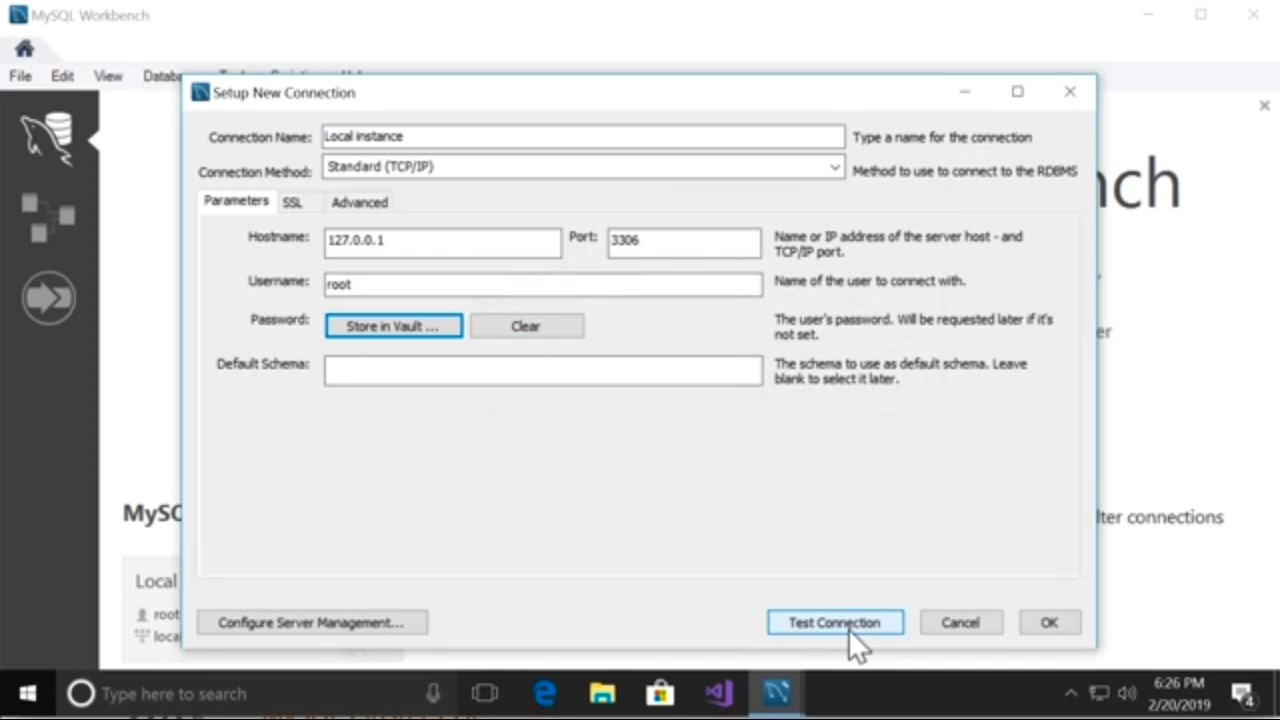 MySQL Workbench
File Edit View
Setup New Connection
Connection Name: Local instance Type a name for the connection
Connection Method: Standard (TCP/IP) Method to use to connect to the RDBMS
Parameters SSL Advanced
Hostname: 127.0.0.1 Port: 3306 Name or IP address of the server host - and
TCP/IP port.
Username: root Name of the user to connect with.
Password: Store in Vault ... Clear The user's password. Will be requested later if it's
not set.
Default Schema: The schema to use as default schema. Leave
blank to select it later.
nch
er
MySQ
lter connections
Local
root
loca
Configure Server Management... Test Connection Cancel OK
Type here to search
6:26 PM
2/20/2019
4